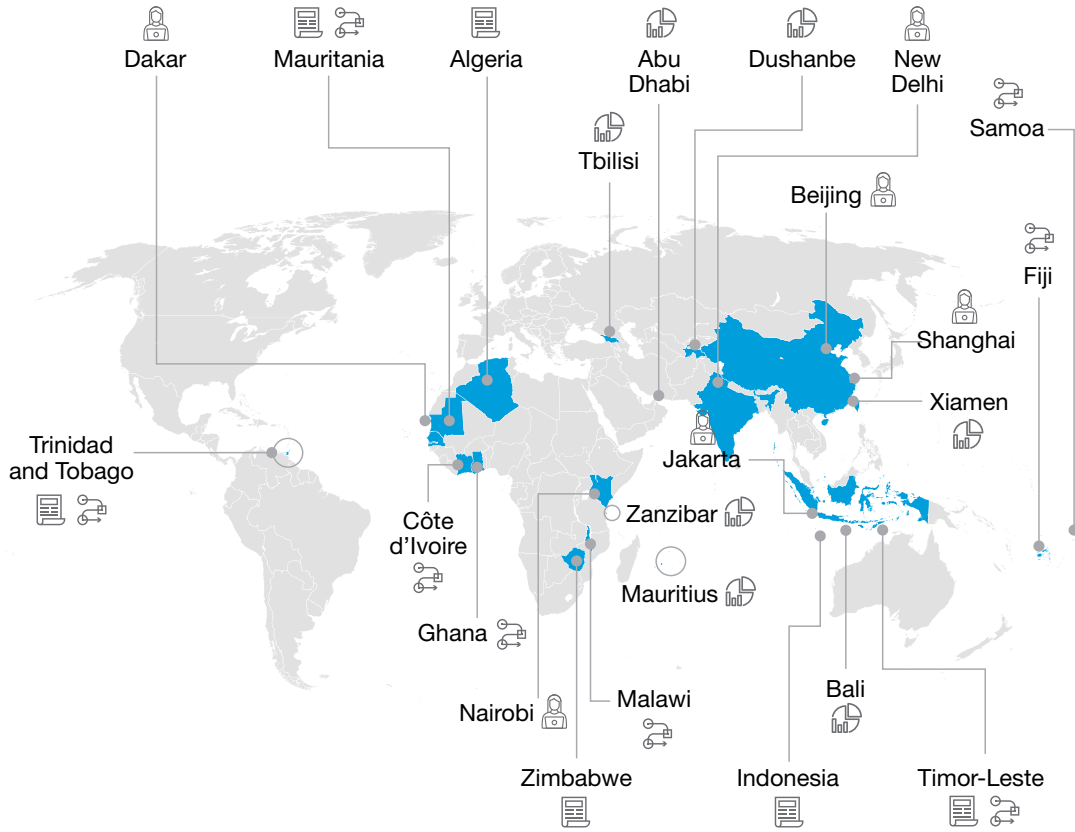 Dakar
Mauritania
Algeria
Abu
Dhabi
Dushanbe
New
Delhi
Samoa
Tbilisi
Beijing
Fiji
Shanghai
Xiamen
Trinidad
and Tobago
Jakarta
Côte
d'Ivoire
Zanzibar
Mauritius
Ghana
Nairobi
Malawi
Bali
Zimbabwe
Indonesia
Timor-Leste